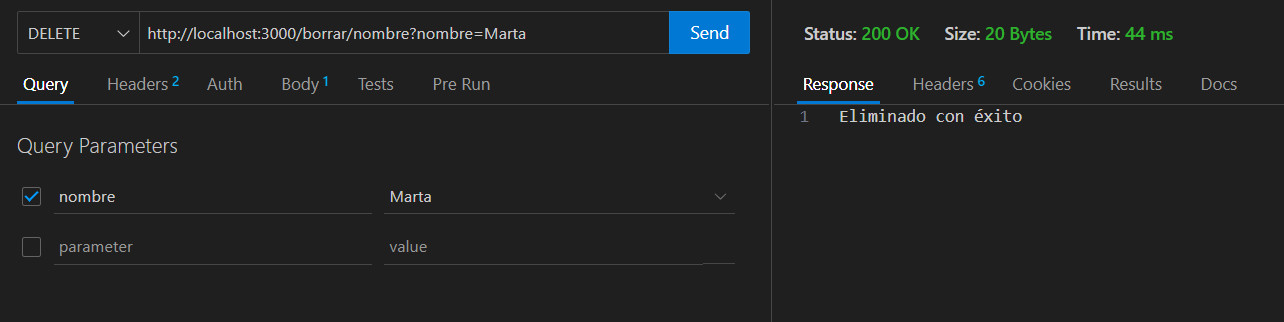 DELETE http://localhost:3000/borrar/nombre?nombre=Marta Send
Query Headers 2 Auth Body 1 Tests Pre Run
Query Parameters
nombre Marta
parameter value
Status: 200 OK Size: 20 Bytes Time: 44 ms
Response Headers 6 Cookies Results Docs
1 Eliminado con éxito